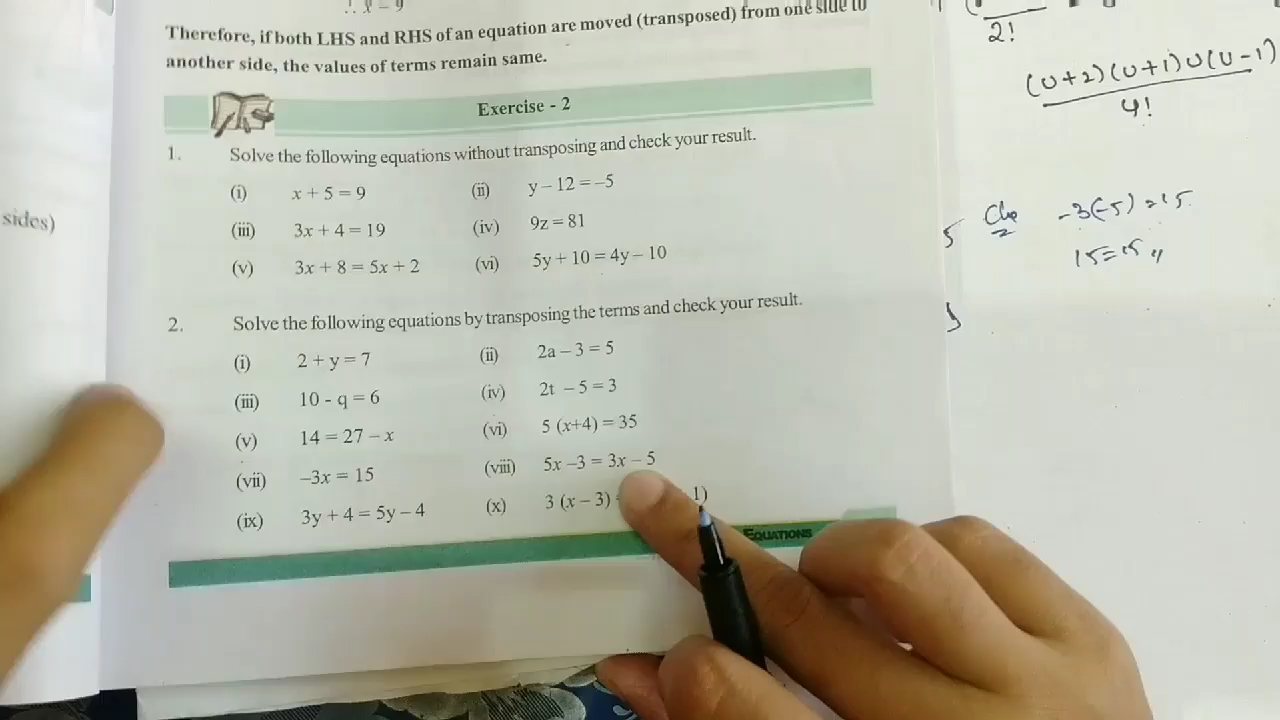 Therefore, if both LHS and RHS of an equation are moved (transposed) from one side to
another side, the values of terms remain same.
Exercise - 2
1. Solve the following equations without transposing and check your result.
(i) x + 5 = 9 (ii) y – 12 = –5
(iii) 3x + 4 = 19 (iv) 9z = 81
(v) 3x + 8 = 5x + 2 (vi) 5y + 10 = 4y – 10
2. Solve the following equations by transposing the terms and check your result.
(i) 2 + y = 7 (ii) 2a – 3 = 5
(iii) 10 - q = 6 (iv) 2t – 5 = 3
(v) 14 = 27 – x (vi) 5 (x+4) = 35
(vii) –3x = 15 (viii) 5x –3 = 3x – 5
(ix) 3y + 4 = 5y – 4 (x) 3 (x – 3) 1)
EQUATIONS
sides)
2!
(U+2)(U+1)U(U-1)
4!
-3(-5) = 15
15=15